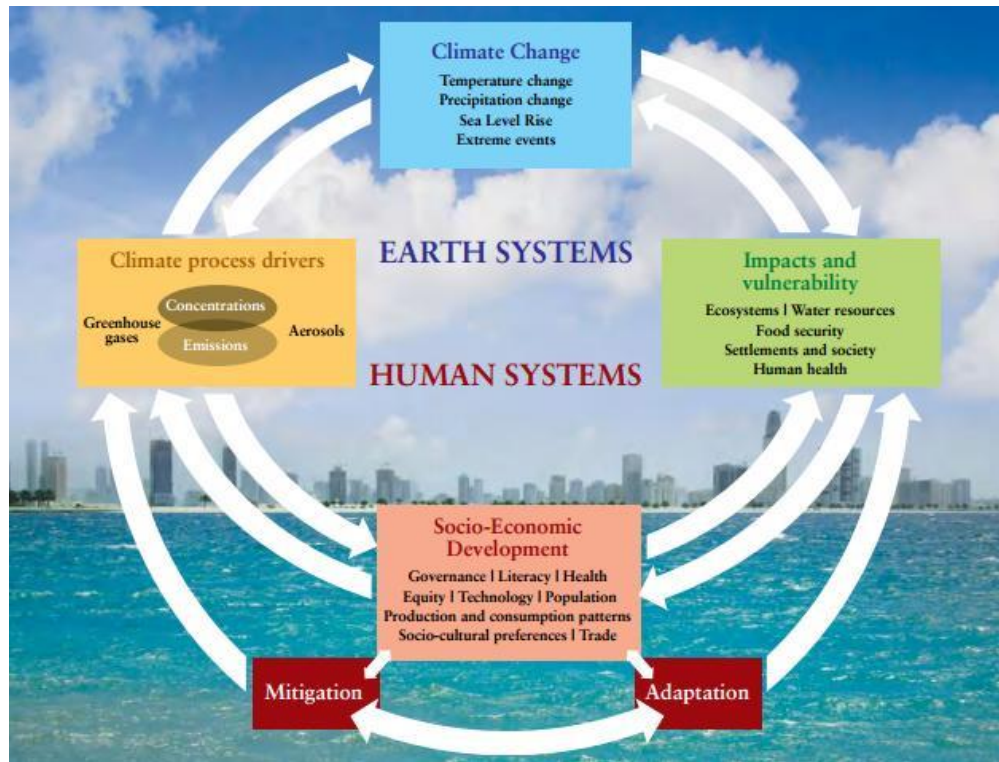 Climate Change
Temperature change
Precipitation change
Sea Level Rise
Extreme events
EARTH SYSTEMS
Climate process drivers
Concentrations
Greenhouse
gases
Emissions
Aerosols
Impacts and
vulnerability
Ecosystems | Water resources
Food security
Settlements and society
Human health
HUMAN SYSTEMS
Socio-Economic
Development
Governance | Literacy | Health
Equity | Technology | Population
Production and consumption patterns
Socio-cultural preferences | Trade
Mitigation
Adaptation